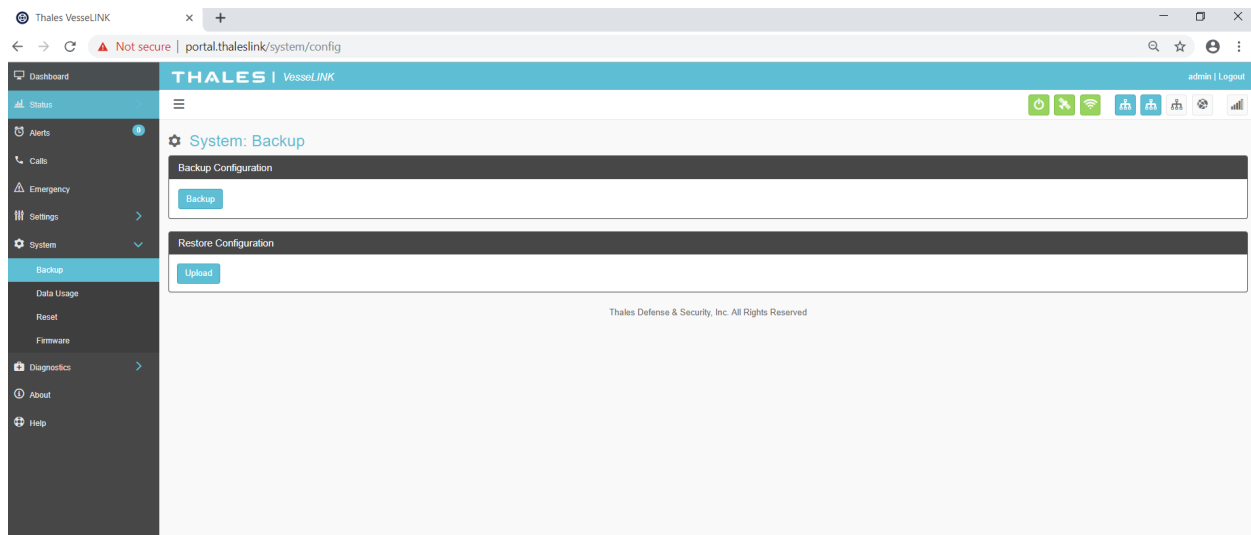 Thales VesseLINK
Not secure | portal.thaleslink/system/config
Dashboard
THALES | VesseLINK
admin | Logout
Status
Alerts
0
Calls
Emergency
Settings
System
Backup
Data Usage
Reset
Firmware
Diagnostics
About
Help
System: Backup
Backup Configuration
Backup
Restore Configuration
Upload
Thales Defense & Security, Inc. All Rights Reserved